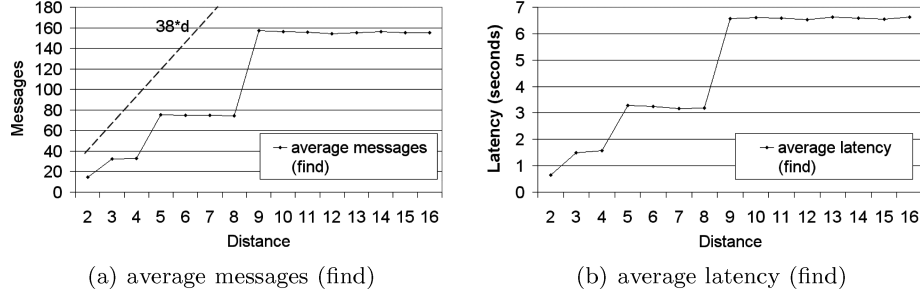 Messages
180
160
140
120
100
80
60
40
20
0
38*d
average messages
(find)
2 3 4 5 6 7 8 9 10 11 12 13 14 15 16
Distance
(a) average messages (find)
Latency (seconds)
7
6
5
4
3
2
1
0
average latency
(find)
2 3 4 5 6 7 8 9 10 11 12 13 14 15 16
Distance
(b) average latency (find)